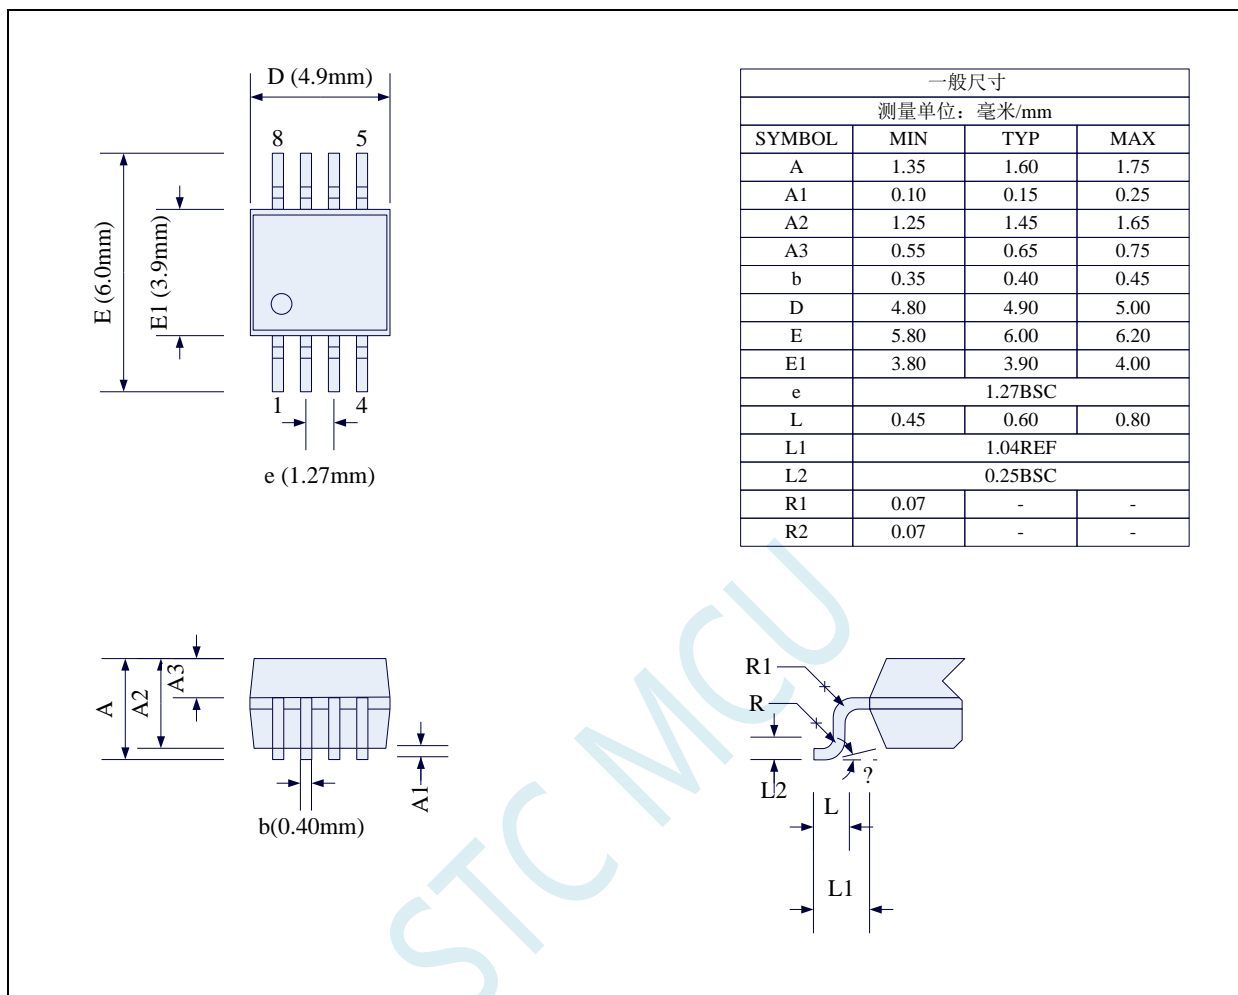 D (4.9mm)
8 5
E (6.0mm)
E1 (3.9mm)
1 4
e (1.27mm)
一般尺寸
测量单位：毫米/mm
SYMBOL MIN TYP MAX
A 1.35 1.60 1.75
A1 0.10 0.15 0.25
A2 1.25 1.45 1.65
A3 0.55 0.65 0.75
b 0.35 0.40 0.45
D 4.80 4.90 5.00
E 5.80 6.00 6.20
E1 3.80 3.90 4.00
e 1.27BSC
L 0.45 0.60 0.80
L1 1.04REF
L2 0.25BSC
R1 0.07 - -
R2 0.07 - -
A
A2
A3
A1
b(0.40mm)
R1
R
L2
L
?
L1
STC MCU